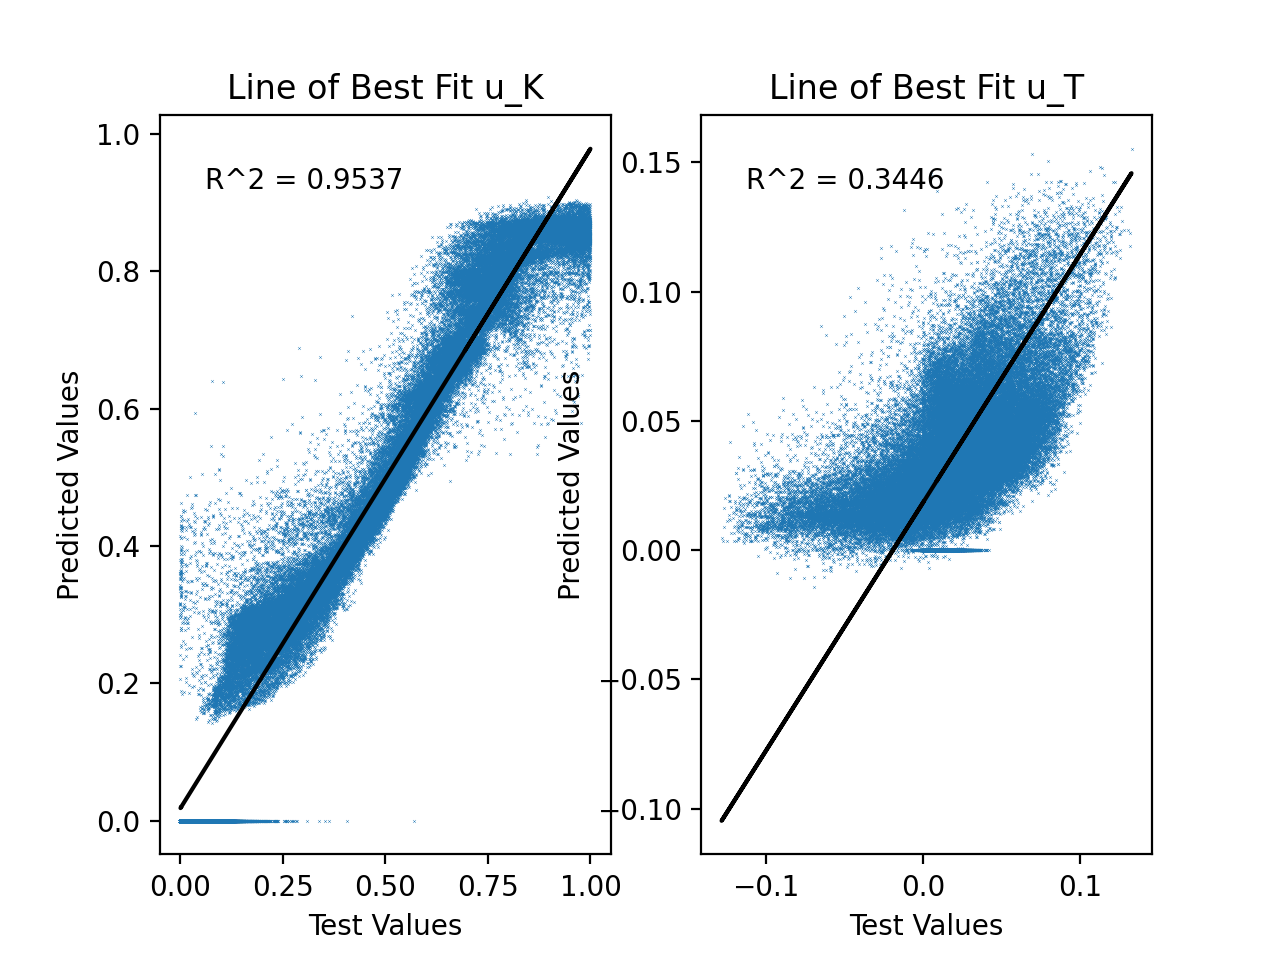 Line of Best Fit u_K
R^2 = 0.9537
1.0
0.8
0.6
0.4
0.2
0.0
Predicted Values
0.00 0.25 0.50 0.75 1.00
Test Values
Line of Best Fit u_T
R^2 = 0.3446
0.15
0.10
0.05
0.00
−0.05
−0.10
Predicted Values
−0.1 0.0 0.1
Test Values